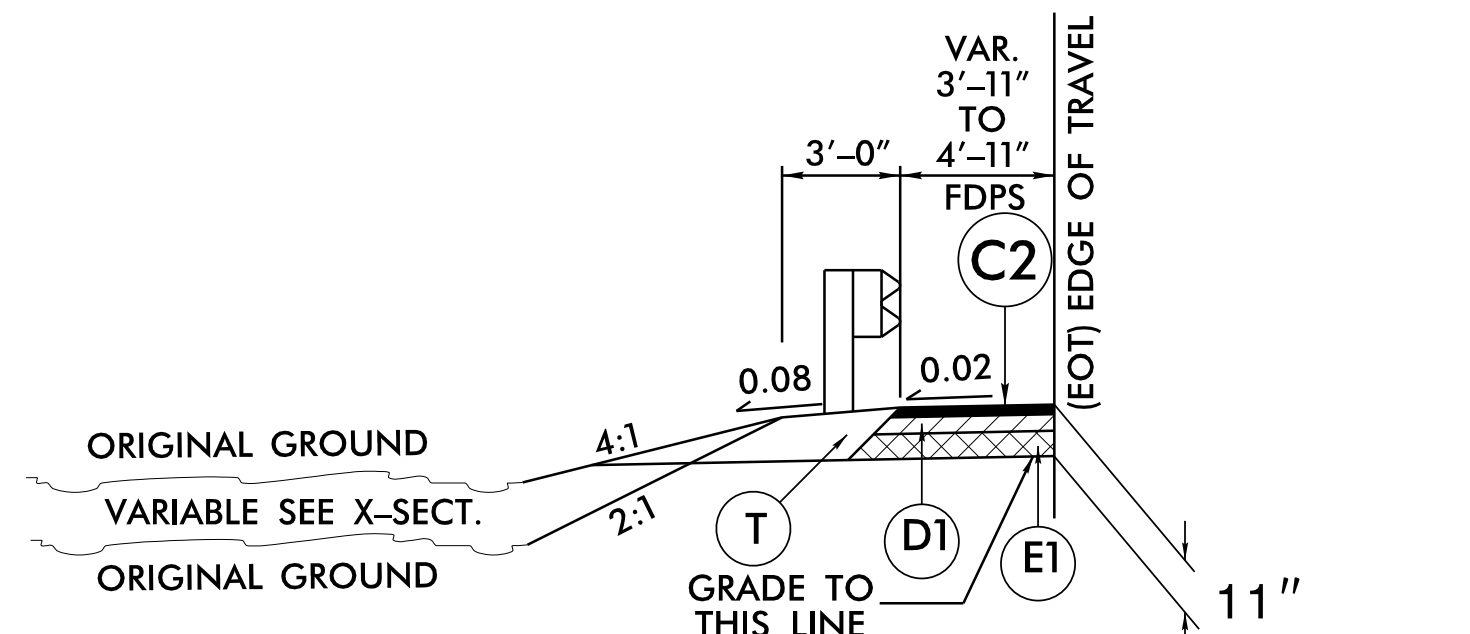 VAR.
3′–11″
TO
4′–11″
FDPS
3′–0″
(EOT) EDGE OF TRAVEL
C2
0.08
0.02
ORIGINAL GROUND
4:1
VARIABLE SEE X–SECT.
2:1
ORIGINAL GROUND
T
D1
E1
GRADE TO
THIS LINE
11″